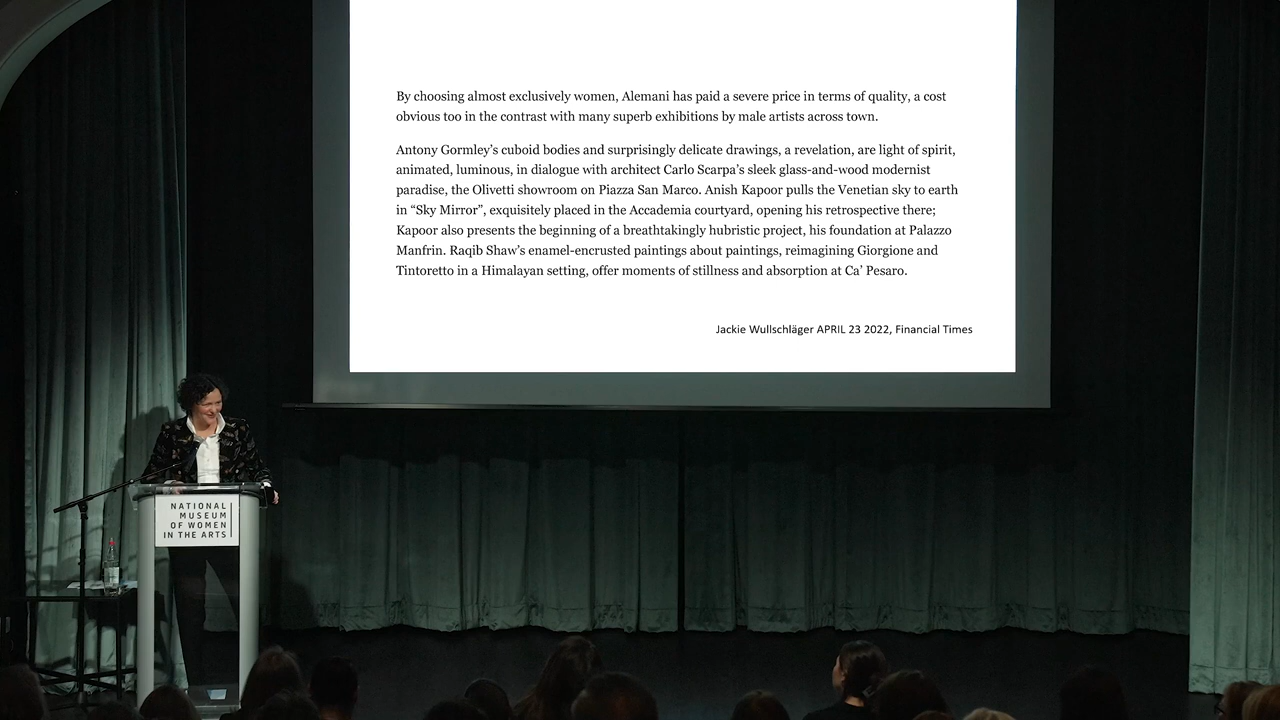 By choosing almost exclusively women, Alemani has paid a severe price in terms of quality, a cost
obvious too in the contrast with many superb exhibitions by male artists across town.
Antony Gormley’s cuboid bodies and surprisingly delicate drawings, a revelation, are light of spirit,
animated, luminous, in dialogue with architect Carlo Scarpa’s sleek glass-and-wood modernist
paradise, the Olivetti showroom on Piazza San Marco. Anish Kapoor pulls the Venetian sky to earth
in “Sky Mirror”, exquisitely placed in the Accademia courtyard, opening his retrospective there;
Kapoor also presents the beginning of a breathtakingly hubristic project, his foundation at Palazzo
Manfrin. Raqib Shaw’s enamel-encrusted paintings about paintings, reimagining Giorgione and
Tintoretto in a Himalayan setting, offer moments of stillness and absorption at Ca’ Pesaro.
Jackie Wullschläger APRIL 23 2022, Financial Times
NATIONAL
MUSEUM
OF WOMEN
IN THE ARTS